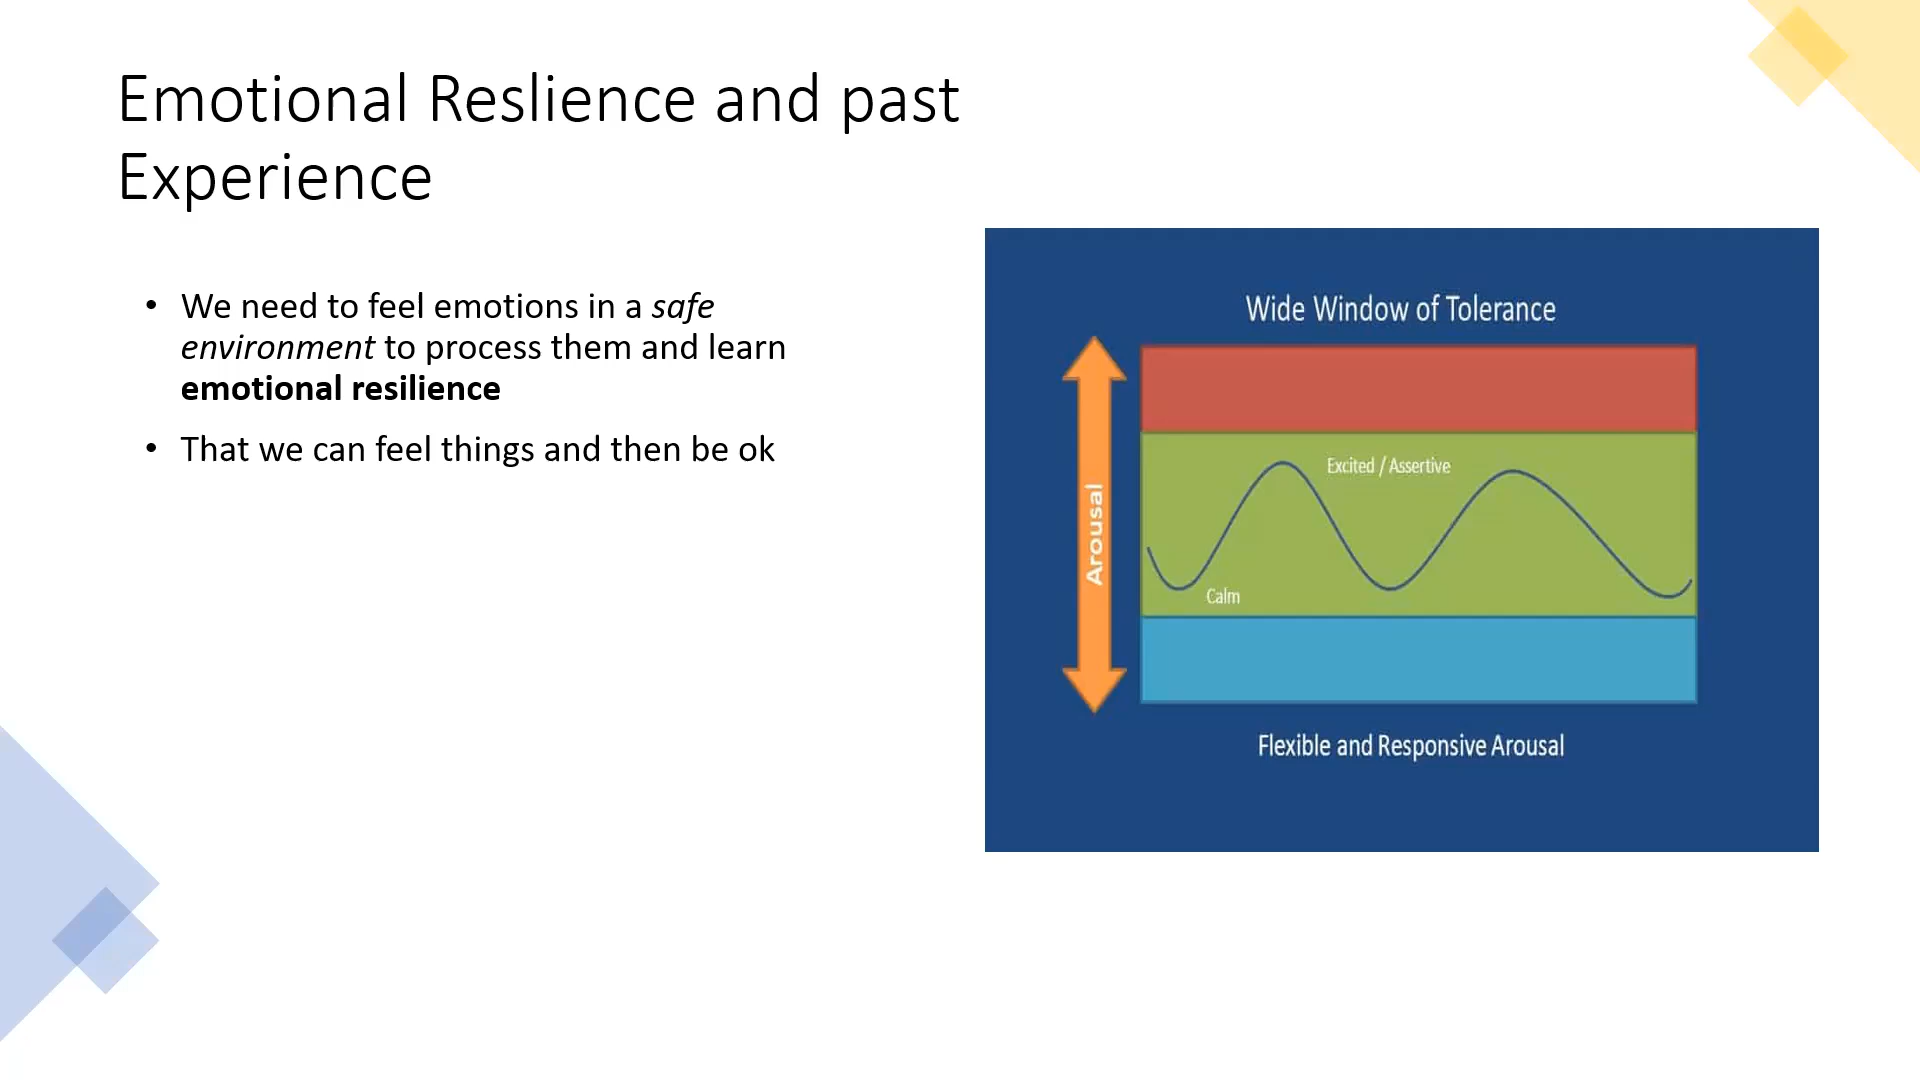 Emotional Reslience and past
Experience
• We need to feel emotions in a safe
environment to process them and learn
emotional resilience
• That we can feel things and then be ok
Wide Window of Tolerance
Arousal
Excited / Assertive
Calm
Flexible and Responsive Arousal